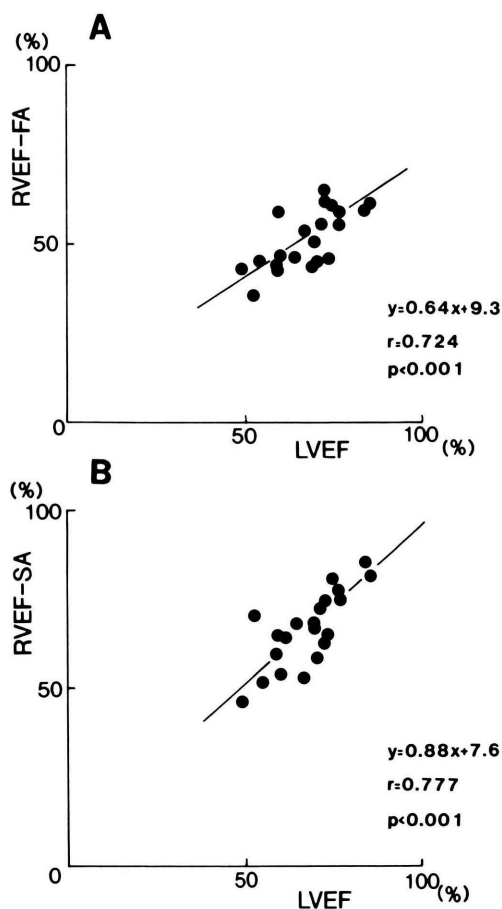 A
(%)
100
RVEF-FA
50
y=0.64x+9.3
r=0.724
p<0.001
0
50
100
LVEF
(%)
B
(%)
100
RVEF-SA
50
y=0.88x+7.6
r=0.777
p<0.001
0
50
100
(%)
LVEF